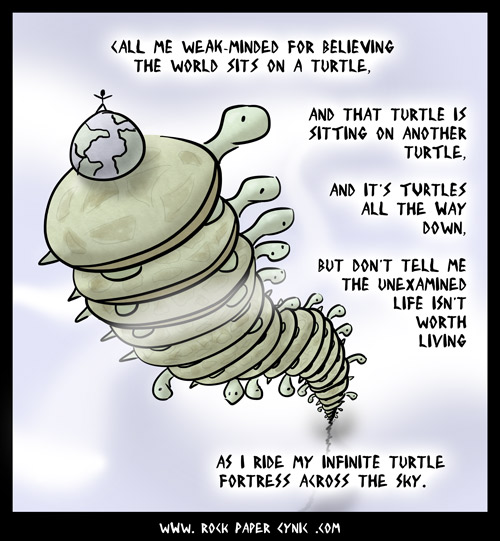 CALL ME WEAK-MINDED FOR BELIEVING
THE WORLD SITS ON A TURTLE,
AND THAT TURTLE IS
SITTING ON ANOTHER
TURTLE,
AND IT'S TURTLES
ALL THE WAY
DOWN,
BUT DON'T TELL ME
THE UNEXAMINED
LIFE ISN'T
WORTH
LIVING
AS I RIDE MY INFINITE TURTLE
FORTRESS ACROSS THE SKY.
WWW. ROCK PAPER CYNIC .COM